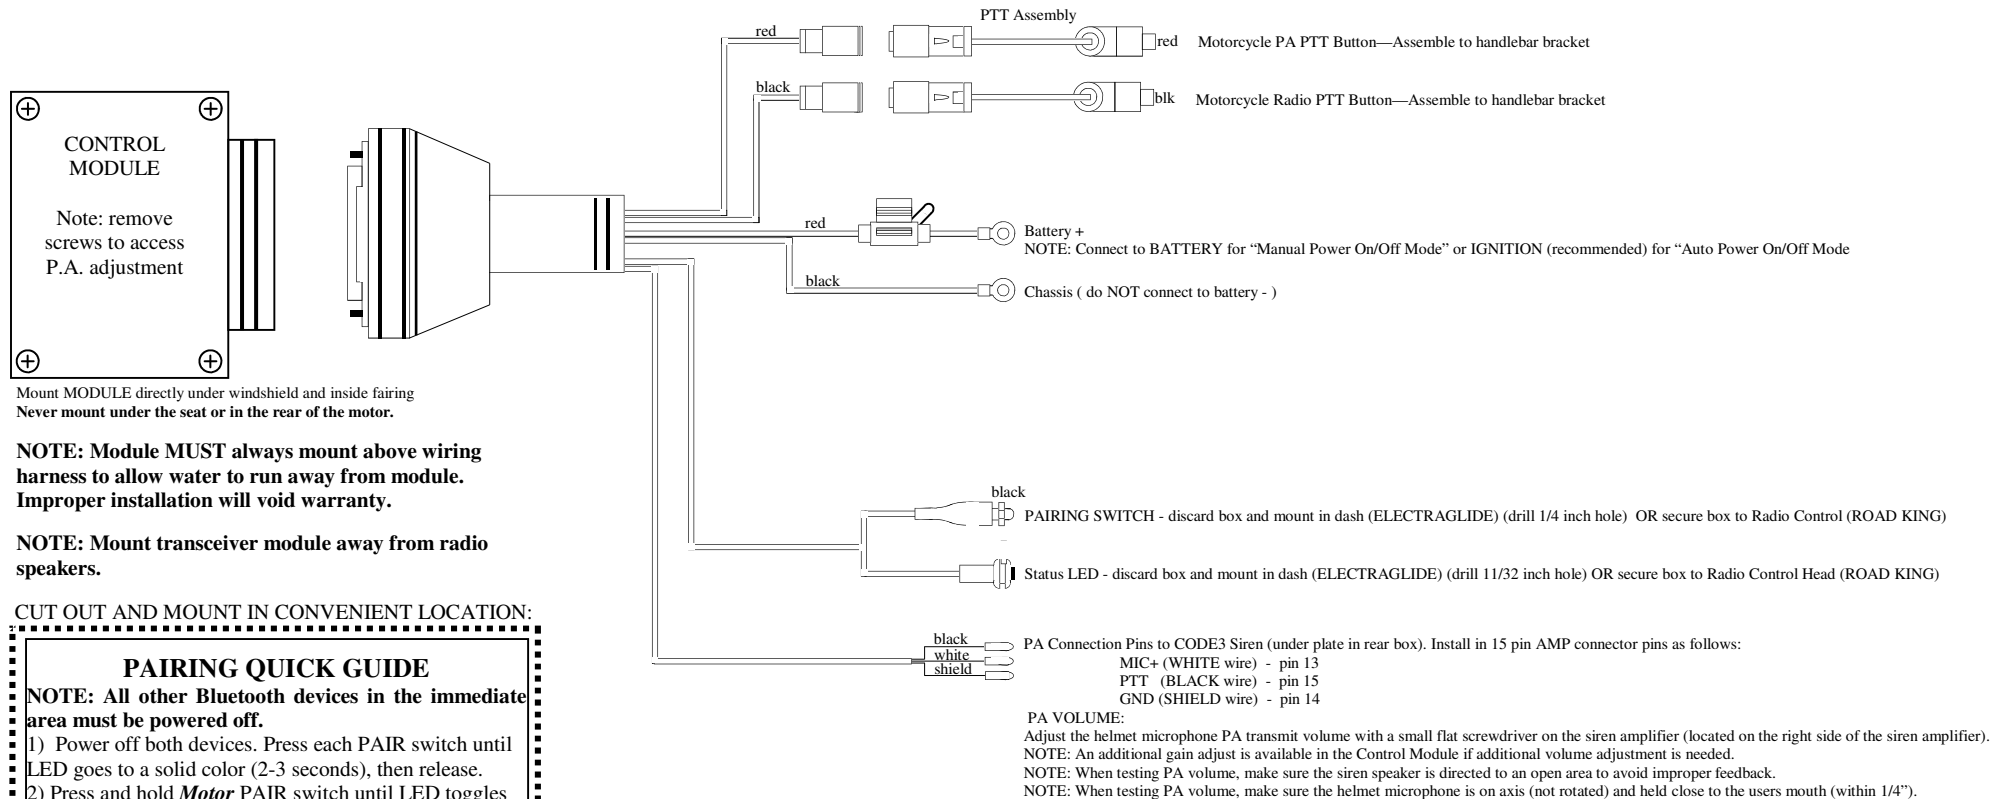 PTT Assembly
red
red
Motorcycle PA PTT Button—Assemble to handlebar bracket
black
blk
Motorcycle Radio PTT Button—Assemble to handlebar bracket
CONTROL
MODULE
Note: remove
screws to access
P.A. adjustment
red
Battery +
NOTE: Connect to BATTERY for “Manual Power On/Off Mode” or IGNITION (recommended) for “Auto Power On/Off Mode
black
Chassis ( do NOT connect to battery - )
Mount MODULE directly under windshield and inside fairing
Never mount under the seat or in the rear of the motor.
NOTE: Module MUST always mount above wiring
harness to allow water to run away from module.
Improper installation will void warranty.
NOTE: Mount transceiver module away from radio
speakers.
black
PAIRING SWITCH - discard box and mount in dash (ELECTRAGLIDE) (drill 1/4 inch hole)  OR secure box to Radio Control (ROAD KING)
Status LED - discard box and mount in dash (ELECTRAGLIDE) (drill 11/32 inch hole) OR secure box to Radio Control Head (ROAD KING)
CUT OUT AND MOUNT IN CONVENIENT LOCATION:
PAIRING QUICK GUIDE
NOTE: All other Bluetooth devices in the immediate
area must be powered off.
1)  Power off both devices. Press each PAIR switch until
LED goes to a solid color (2-3 seconds), then release.
2) Press and hold Motor PAIR switch until LED toggles
black
white
shield
PA Connection Pins to CODE3 Siren (under plate in rear box). Install in 15 pin AMP connector pins as follows:
MIC+ (WHITE wire)  -  pin 13
PTT   (BLACK wire)  -  pin 15
GND (SHIELD wire)  -  pin 14
PA VOLUME:
Adjust the helmet microphone PA transmit volume with a small flat screwdriver on the siren amplifier (located on the right side of the siren amplifier).
NOTE: An additional gain adjust is available in the Control Module if additional volume adjustment is needed.
NOTE: When testing PA volume, make sure the siren speaker is directed to an open area to avoid improper feedback.
NOTE: When testing PA volume, make sure the helmet microphone is on axis (not rotated) and held close to the users mouth (within 1/4”).